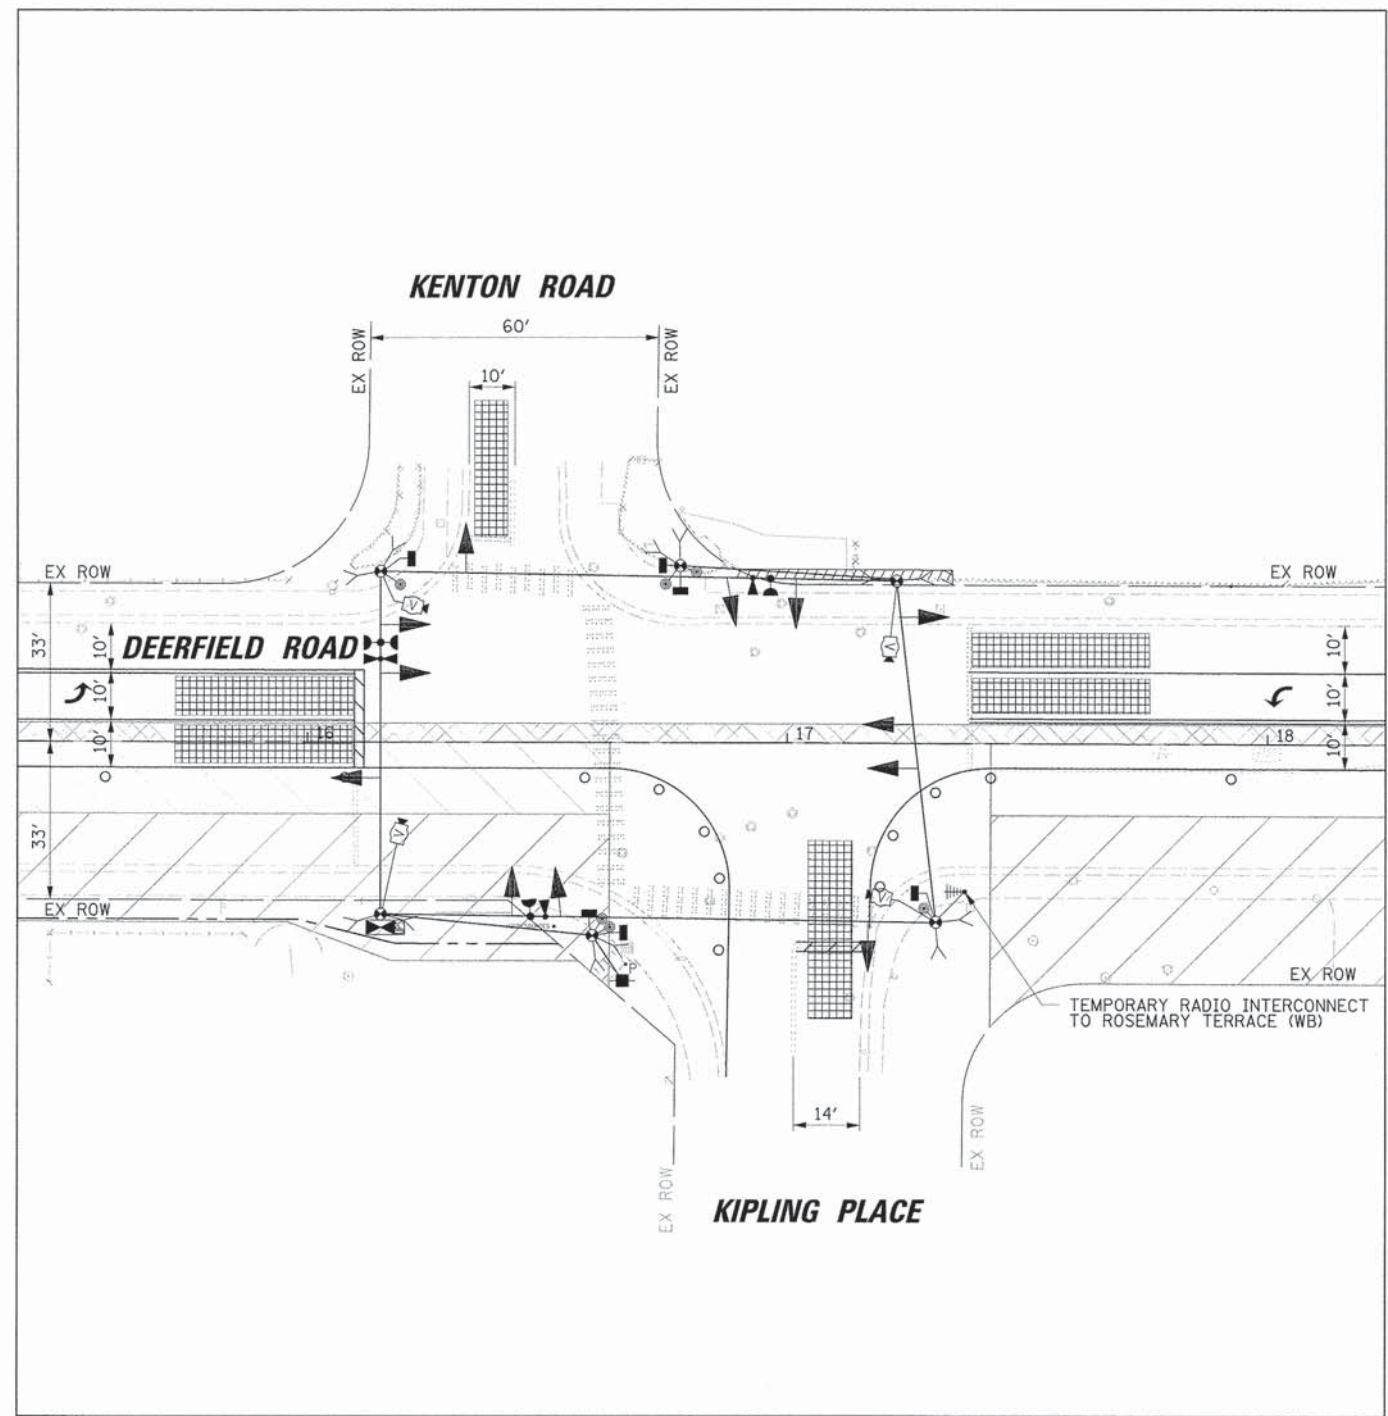 KENTON ROAD
60'
EX ROW
EX ROW
10'
EX ROW
EX ROW
33'
10'
DEERFIELD ROAD
10'
10'
10'
10'
16
17
18
10'
V
V
V
V
33'
EX ROW
P
EX ROW
TEMPORARY RADIO INTERCONNECT
TO ROSEMARY TERRACE (WB)
14'
EX ROW
EX ROW
KIPLING PLACE